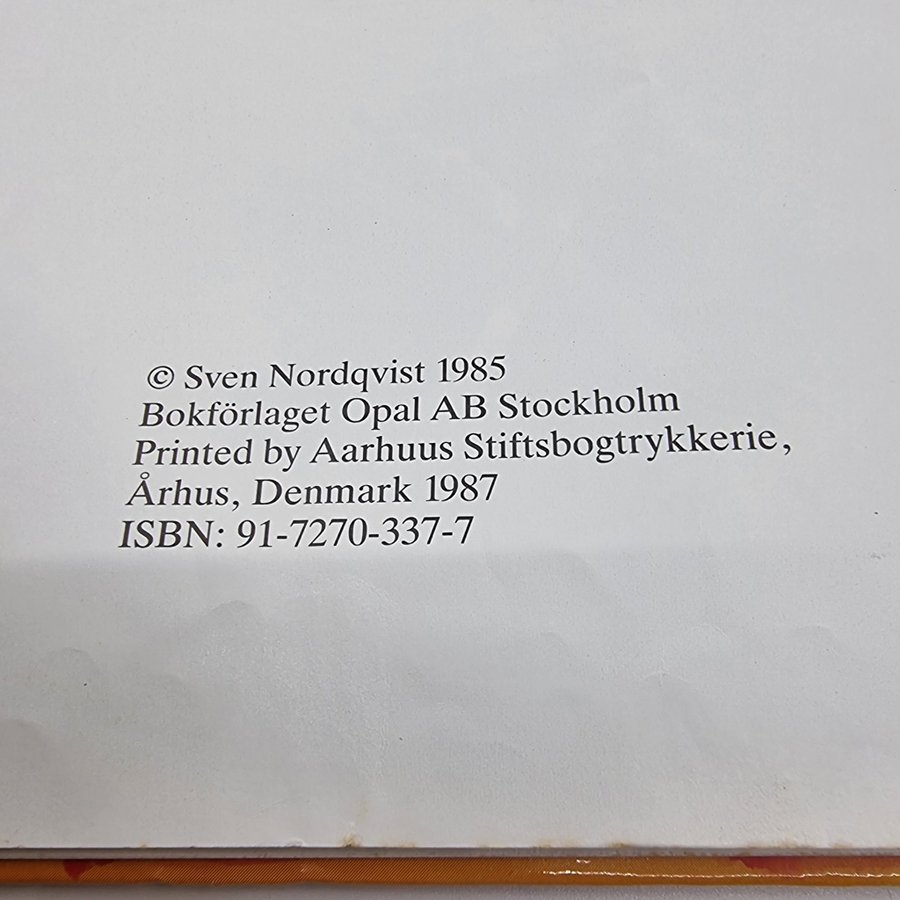 © Sven Nordqvist 1985
Bokförlaget Opal AB Stockholm
Printed by Aarhuus Stiftsbogtrykkerie,
Århus, Denmark 1987
ISBN: 91-7270-337-7